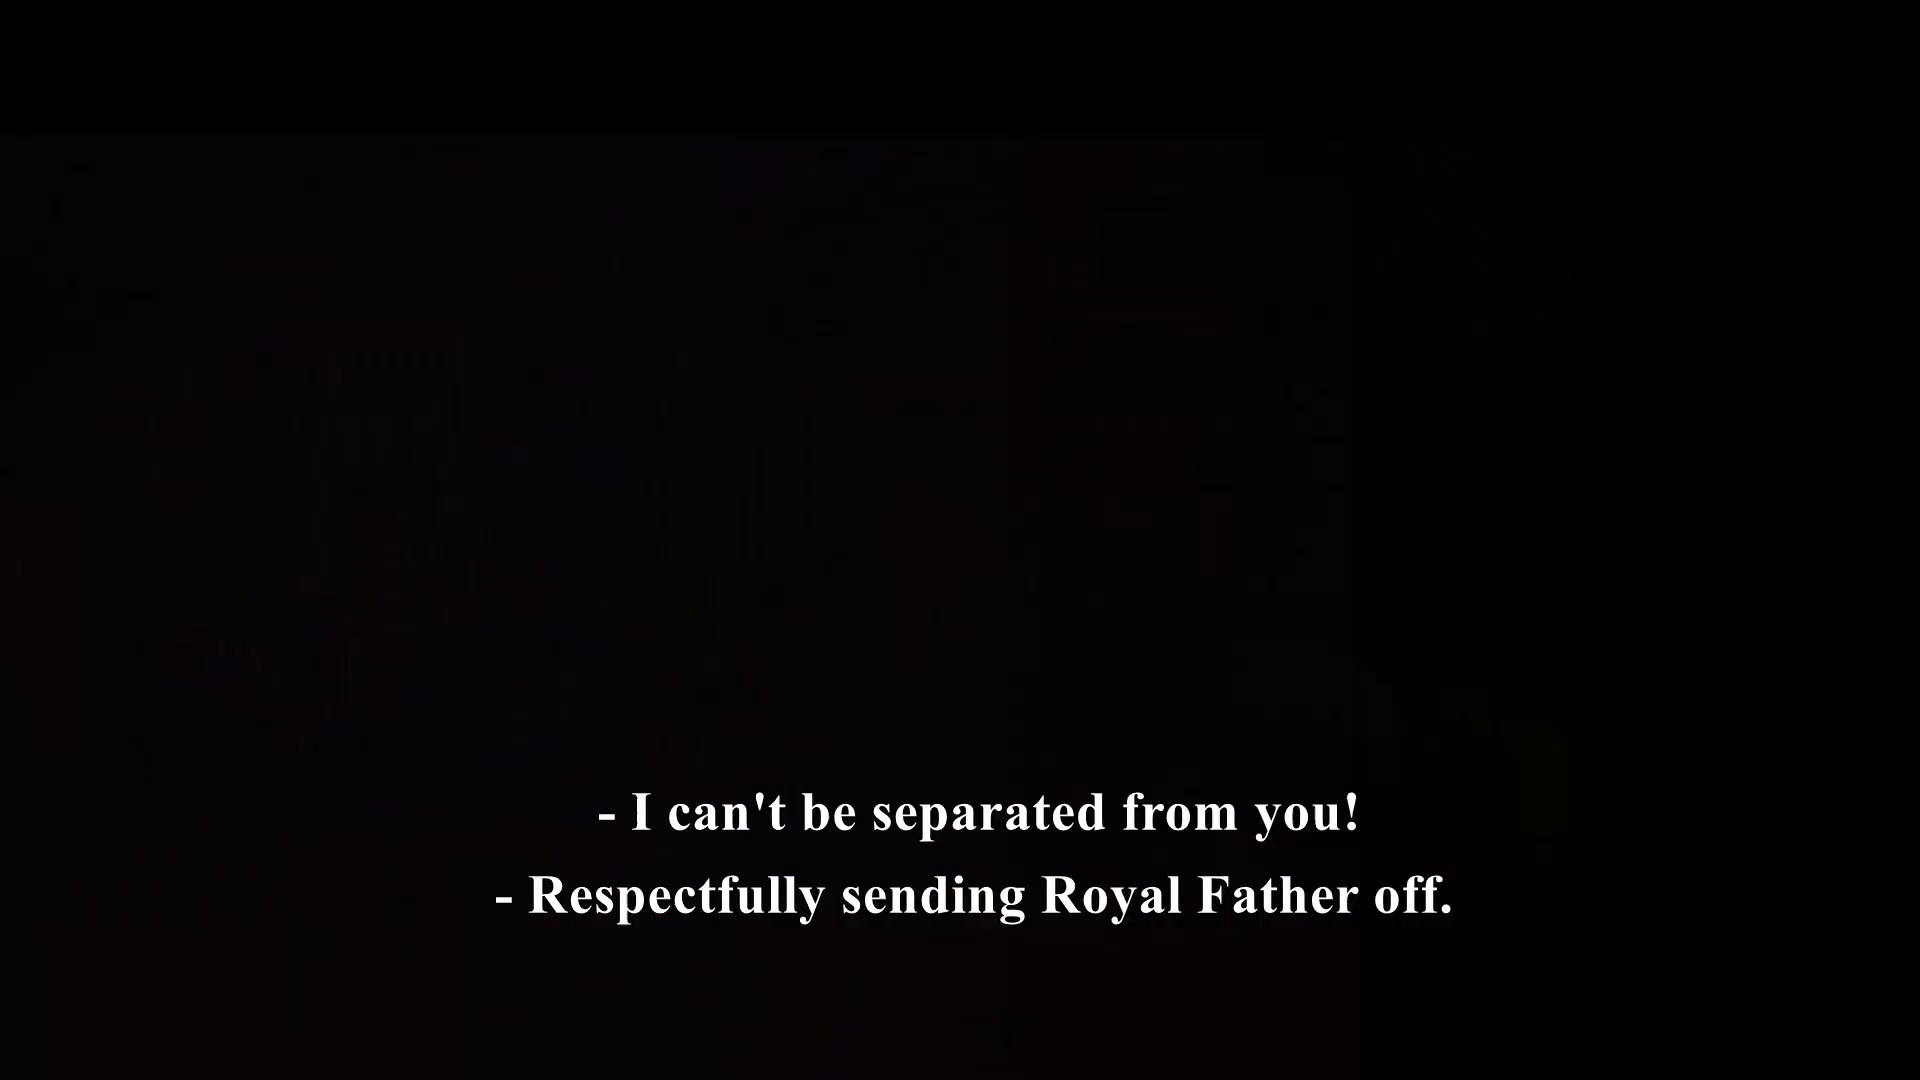 - I can't be separated from you!
- Respectfully sending Royal Father off.